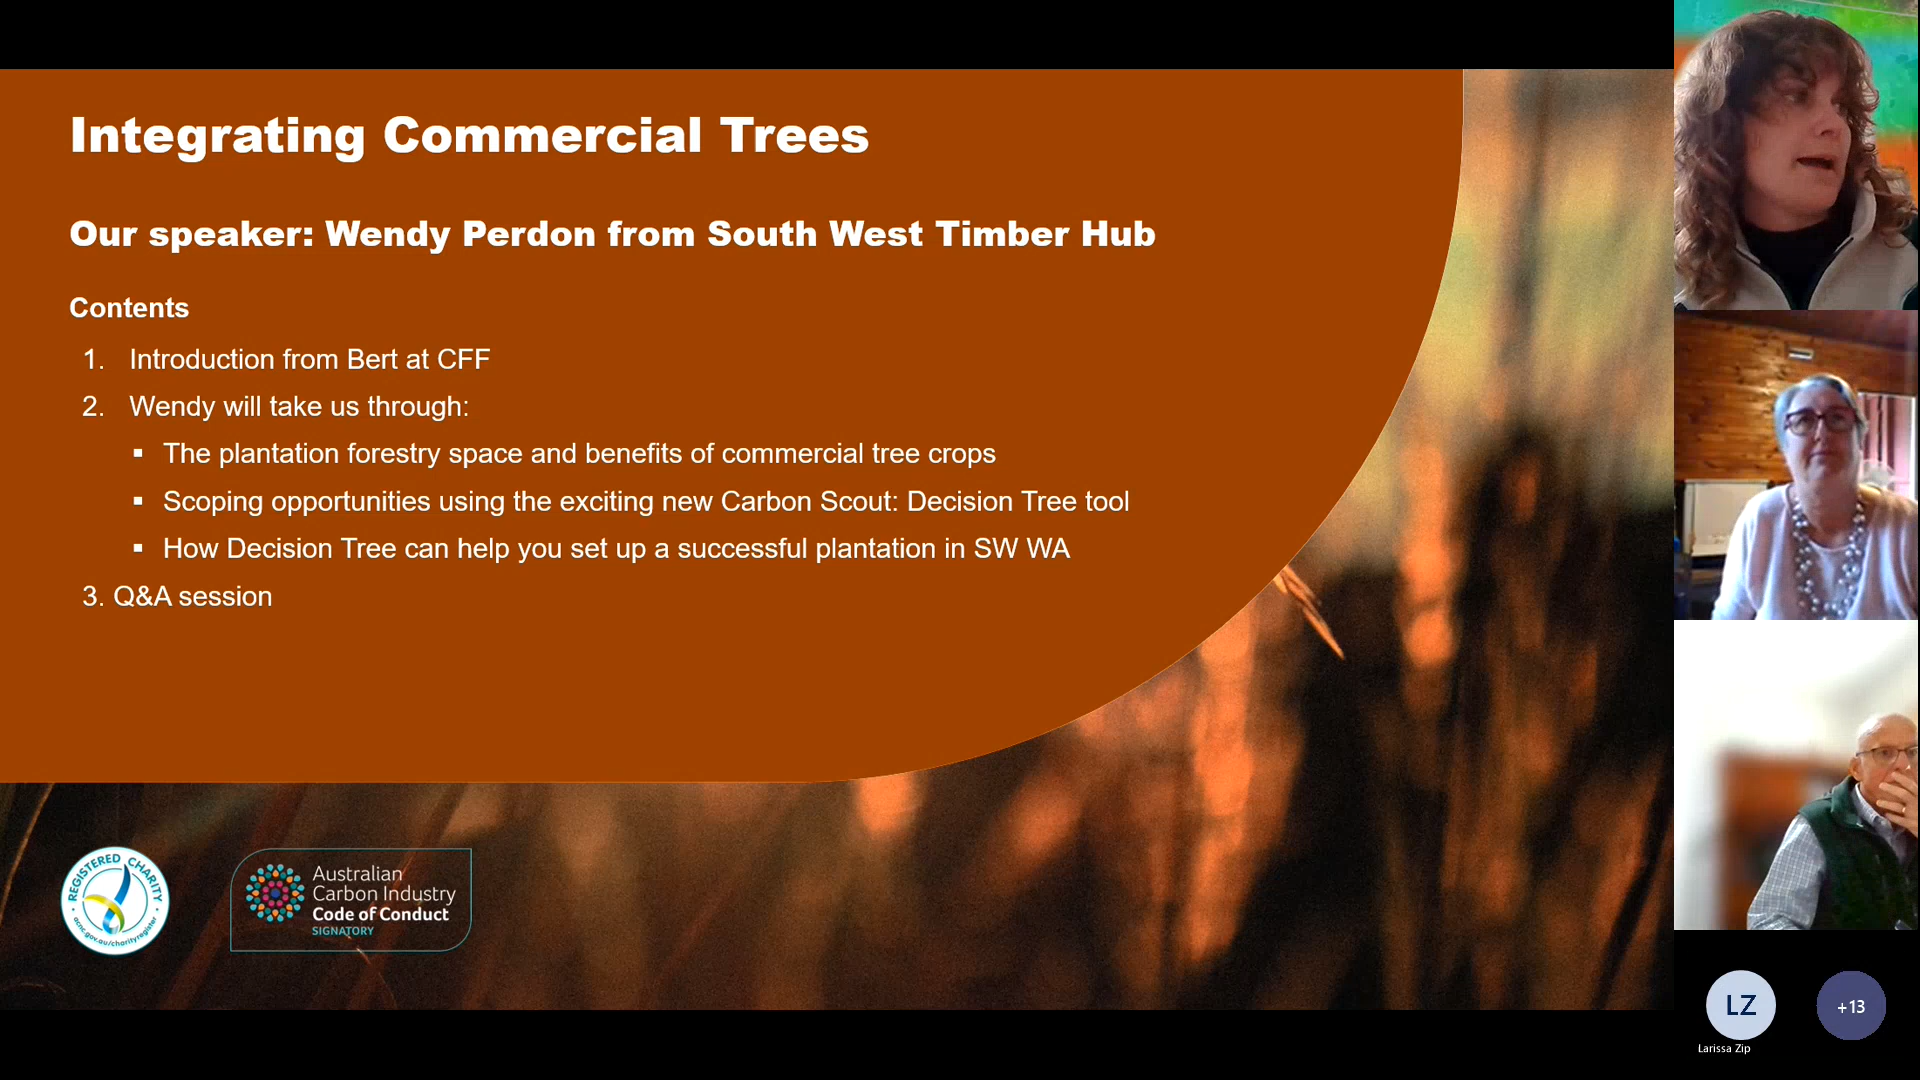 Integrating Commercial Trees
Our speaker: Wendy Perdon from South West Timber Hub
Contents
1. Introduction from Bert at CFF
2. Wendy will take us through:
▪ The plantation forestry space and benefits of commercial tree crops
▪ Scoping opportunities using the exciting new Carbon Scout: Decision Tree tool
▪ How Decision Tree can help you set up a successful plantation in SW WA
3. Q&A session
REGISTERED CHARITY
acnc.gov.au/charityregister
Australian
Carbon Industry
Code of Conduct
SIGNATORY
LZ
+13
Larissa Zip